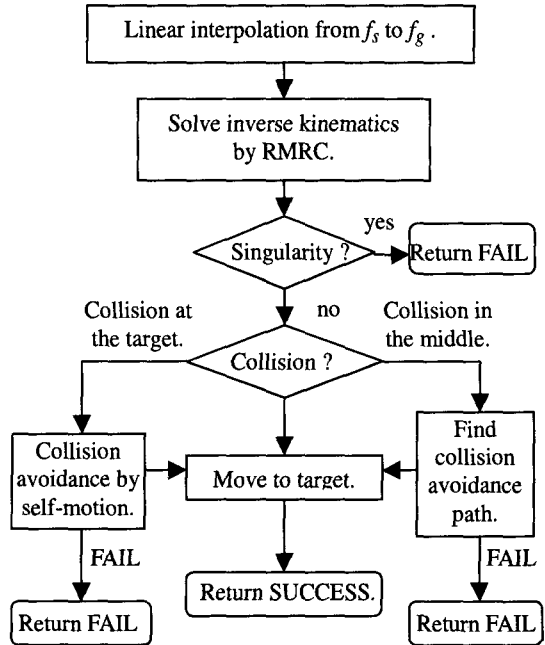 Linear interpolation from fs to fg .
Solve inverse kinematics
by RMRC.
Singularity ?
yes
Return FAIL
no
Collision at
the target.
Collision ?
Collision in
the middle.
Collision
avoidance by
self-motion.
Move to target.
Find
collision
avoidance
path.
FAIL
Return FAIL
Return SUCCESS.
FAIL
Return FAIL